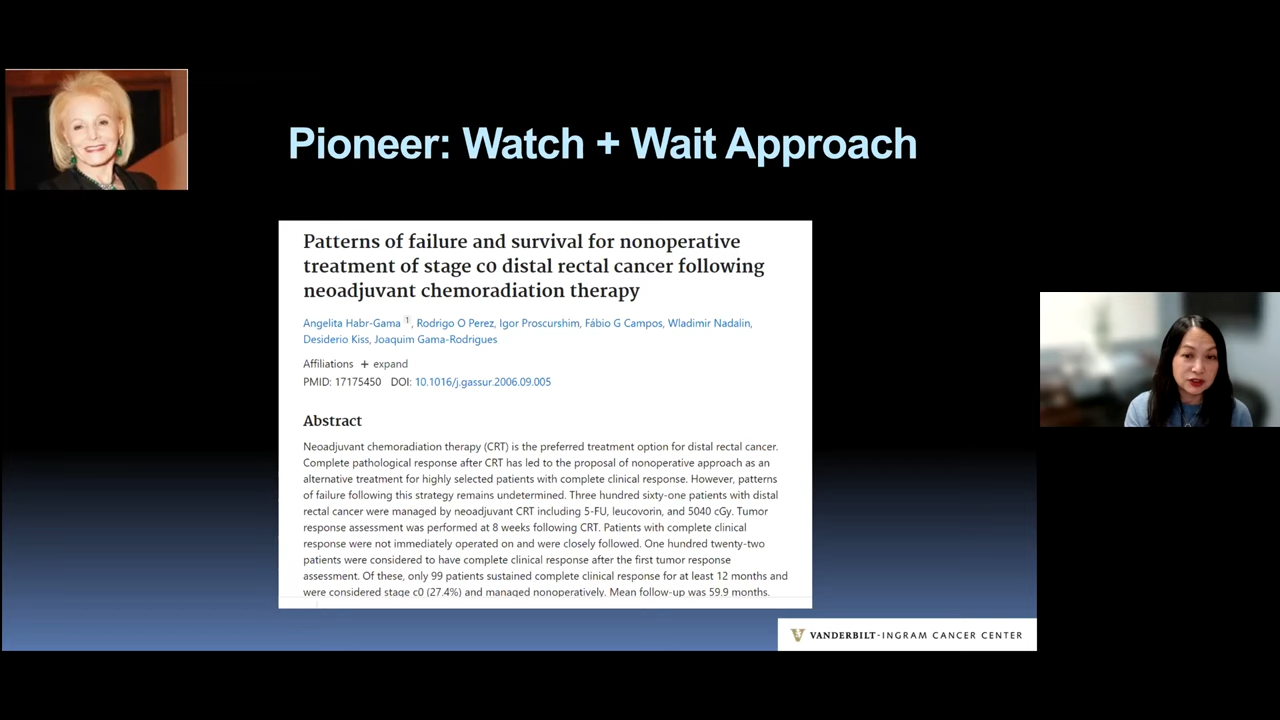 Pioneer: Watch + Wait Approach
Patterns of failure and survival for nonoperative
treatment of stage c0 distal rectal cancer following
neoadjuvant chemoradiation therapy
Angelita Habr-Gama 1, Rodrigo O Perez, Igor Proscurshim, Fábio G Campos, Wladimir Nadalin,
Desiderio Kiss, Joaquim Gama-Rodrigues
Affiliations + expand
PMID: 17175450 DOI: 10.1016/j.gassur.2006.09.005
Abstract
Neoadjuvant chemoradiation therapy (CRT) is the preferred treatment option for distal rectal cancer.
Complete pathological response after CRT has led to the proposal of nonoperative approach as an
alternative treatment for highly selected patients with complete clinical response. However, patterns
of failure following this strategy remains undetermined. Three hundred sixty-one patients with distal
rectal cancer were managed by neoadjuvant CRT including 5-FU, leucovorin, and 5040 cGy. Tumor
response assessment was performed at 8 weeks following CRT. Patients with complete clinical
response were not immediately operated on and were closely followed. One hundred twenty-two
patients were considered to have complete clinical response after the first tumor response
assessment. Of these, only 99 patients sustained complete clinical response for at least 12 months and
were considered stage c0 (27.4%) and managed nonoperatively. Mean follow-up was 59.9 months.
VANDERBILT-INGRAM CANCER CENTER